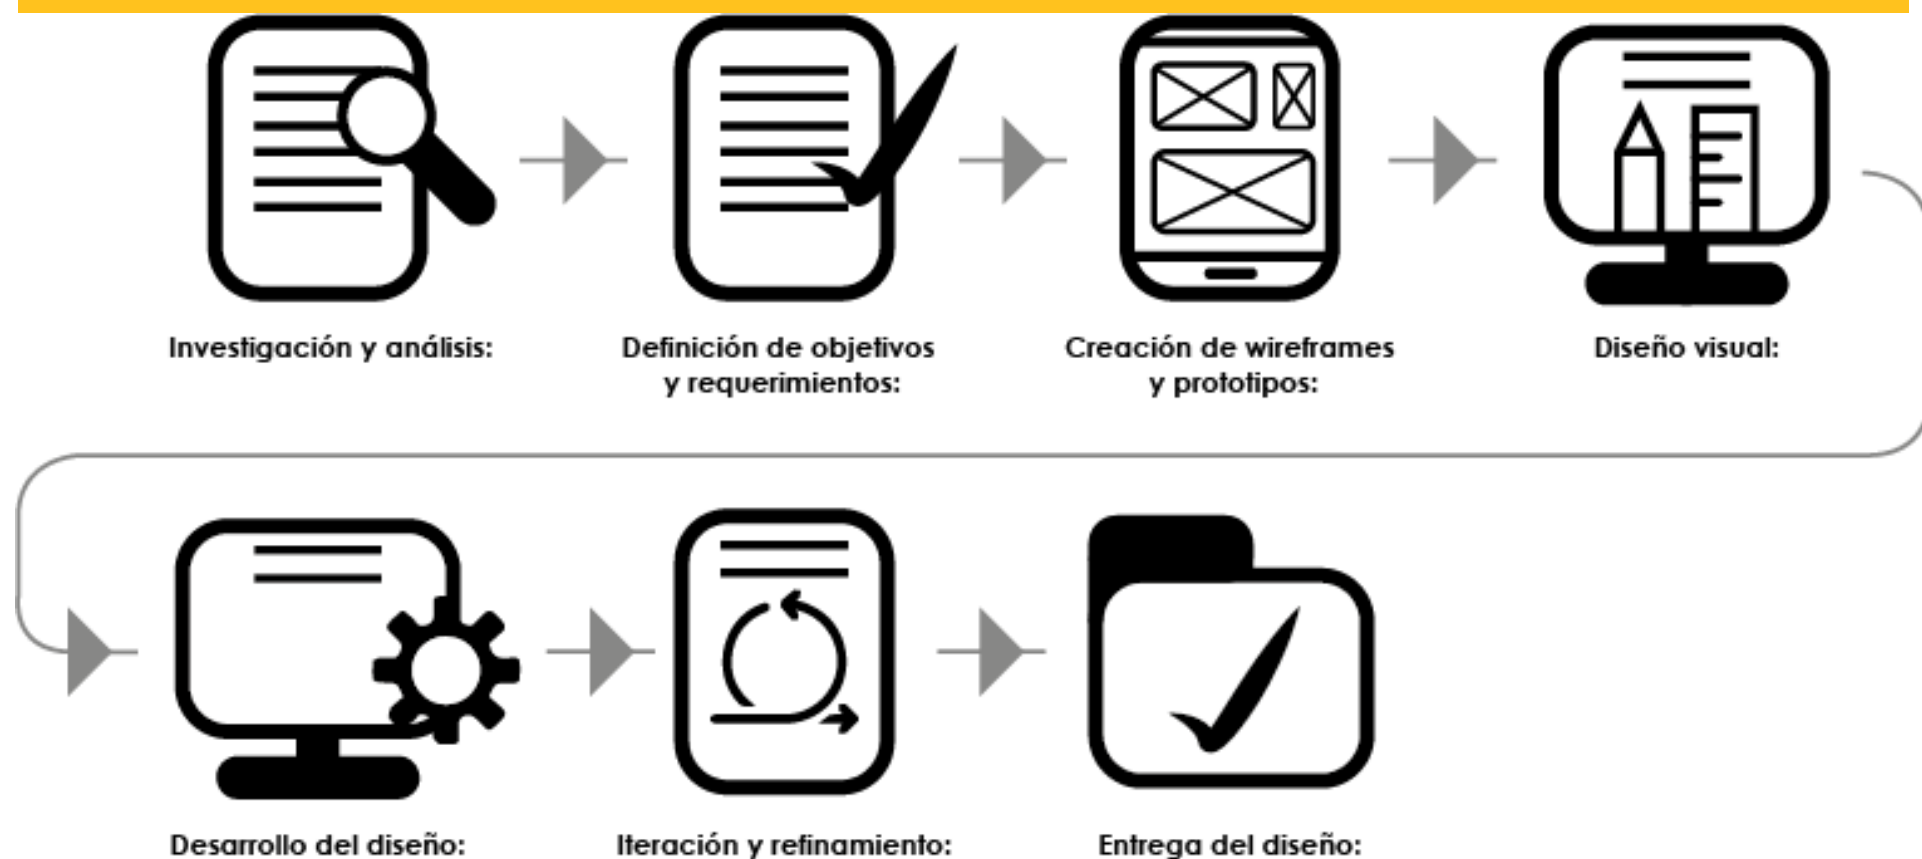 Investigación y análisis:
Definición de objetivos
y requerimientos:
Creación de wireframes
y prototipos:
Diseño visual:
Desarrollo del diseño:
Iteración y refinamiento:
Entrega del diseño: